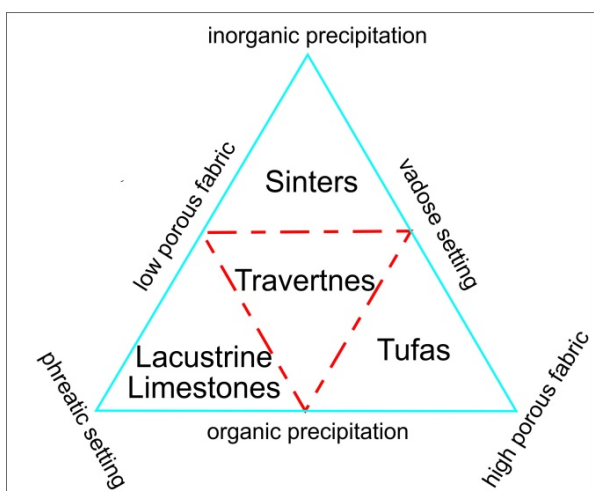 inorganic precipitation
low porous fabric
vadose setting
Sinters
Travertnes
Lacustrine
Limestones
Tufas
phreatic setting
organic precipitation
high porous fabric